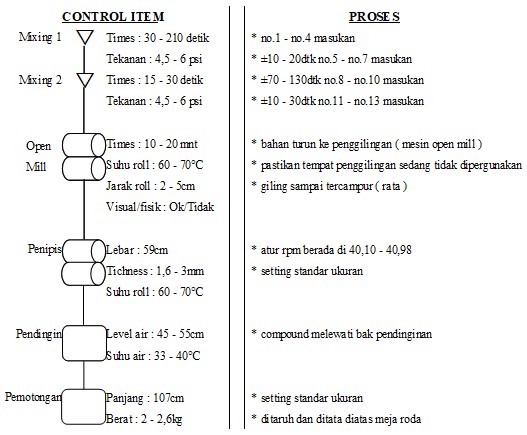 CONTROL ITEM PROSES
Mixing 1 Times : 30 - 210 detik * no.1 - no.4 masukan
Tekanan : 4,5 - 6 psi * ±10 - 20dtk no.5 - no.7 masukan
Mixing 2 Times : 15 - 30 detik * ±70 - 130dtk no.8 - no.10 masukan
Tekanan : 4,5 - 6 psi * ±10 - 30dtk no.11 - no.13 masukan
Open Times : 10 - 20 mnt * bahan turun ke penggilingan ( mesin open mill )
Mill Suhu roll : 60 - 70°C * pastikan tempat penggilingan sedang tidak dipergunakan
Jarak roll : 2 - 5cm * giling sampai tercampur ( rata )
Visual/fisik : Ok/Tidak
Penipis Lebar : 59cm * atur rpm berada di 40,10 - 40,98
Tichness : 1,6 - 3mm * setting standar ukuran
Suhu roll : 60 - 70°C
Pendingin Level air : 45 - 55cm * compound melewati bak pendinginan
Suhu air : 33 - 40°C
Pemotongan Panjang : 107cm * setting standar ukuran
Berat : 2 - 2,6kg * ditaruh dan ditata diatas meja roda